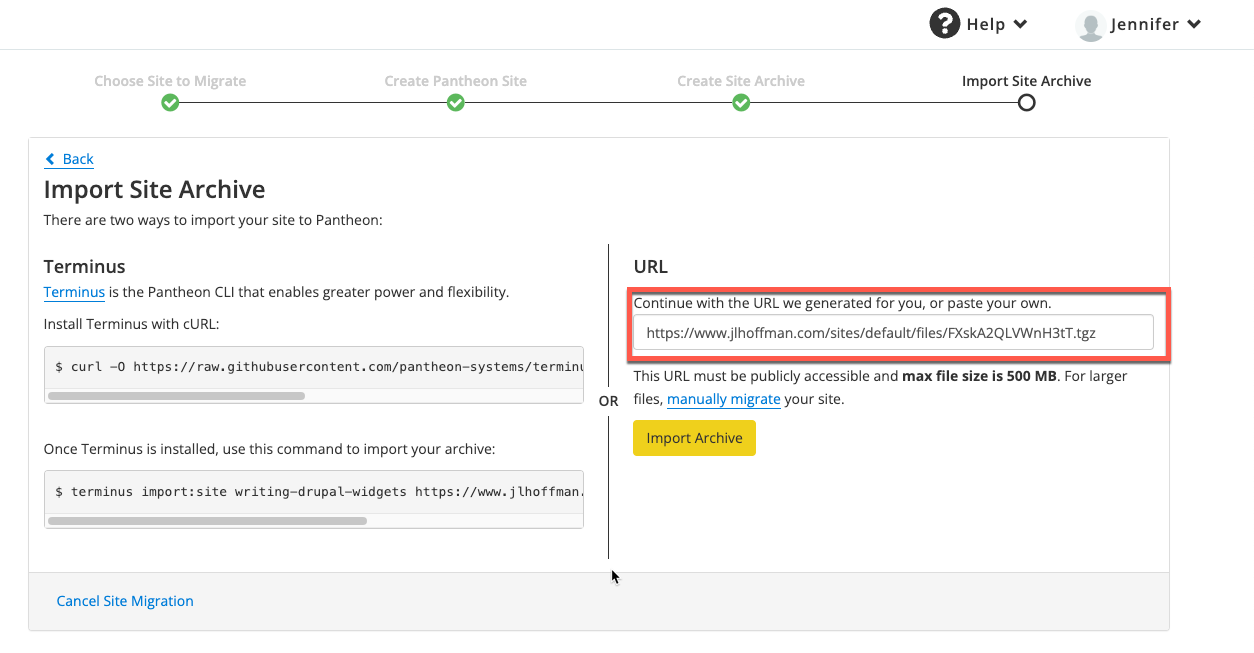 Help
Jennifer
Choose Site to Migrate
Create Pantheon Site
Create Site Archive
Import Site Archive
Back
Import Site Archive
There are two ways to import your site to Pantheon:
Terminus
Terminus is the Pantheon CLI that enables greater power and flexibility.
Install Terminus with cURL:
$ curl -O https://raw.githubusercontent.com/pantheon-systems/terminu
Once Terminus is installed, use this command to import your archive:
$ terminus import:site writing-drupal-widgets https://www.jlhoffman.
OR
URL
Continue with the URL we generated for you, or paste your own.
https://www.jlhoffman.com/sites/default/files/FXskA2QLVWnH3tT.tgz
This URL must be publicly accessible and max file size is 500 MB. For larger
files, manually migrate your site.
Import Archive
Cancel Site Migration